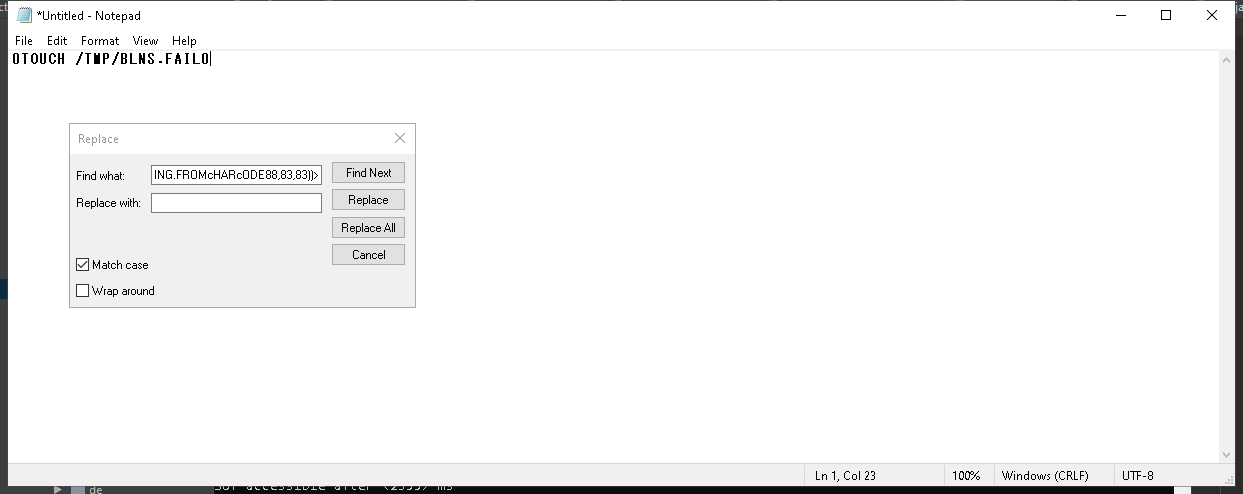 *Untitled - Notepad
File Edit Format View Help
0TOUCH /TMP/BLNS.FAIL0
Replace
Find what: ING.FROMcHARcODE88,83,83))> Find Next
Replace with: Replace
Replace All
Cancel
Match case
Wrap around
Ln 1, Col 23 100% Windows (CRLF) UTF-8
de